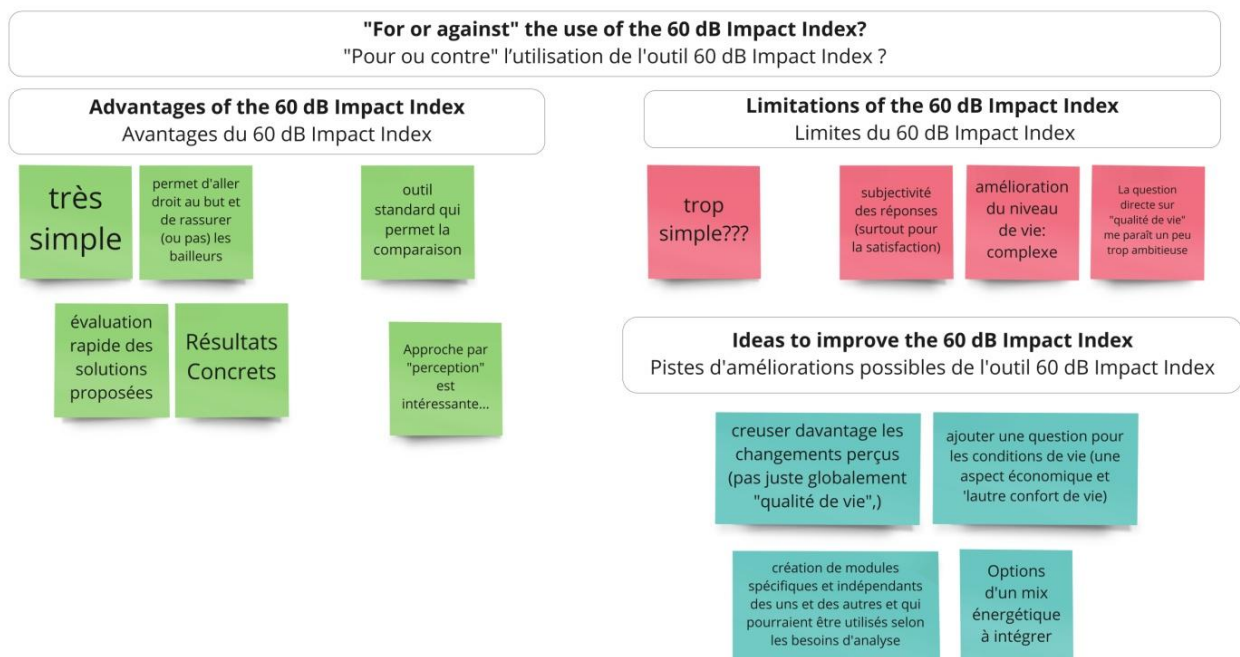 "For or against" the use of the 60 dB Impact Index?
"Pour ou contre" l'utilisation de l'outil 60 dB Impact Index ?
Advantages of the 60 dB Impact Index
Avantages du 60 dB Impact Index
très
simple
permet d'aller
droit au but et
de rassurer
(ou pas) les
bailleurs
outil
standard qui
permet la
comparaison
évaluation
rapide des
solutions
proposées
Résultats
Concrets
Approche par
"perception"
est
intéressante...
Limitations of the 60 dB Impact Index
Limites du 60 dB Impact Index
trop
simple???
subjectivité
des réponses
(surtout pour
la satisfaction)
amélioration
du niveau
de vie:
complexe
La question
directe sur
"qualité de vie"
me paraît un peu
trop ambitieuse
Ideas to improve the 60 dB Impact Index
Pistes d'améliorations possibles de l'outil 60 dB Impact Index
creuser davantage les
changements perçus
(pas juste globalement
"qualité de vie",)
ajouter une question pour
les conditions de vie (une
aspect économique et
'lautre confort de vie)
création de modules
spécifiques et indépendants
des uns et des autres et qui
pourraient être utilisés selon
les besoins d'analyse
Options
d'un mix
énergétique
à intégrer